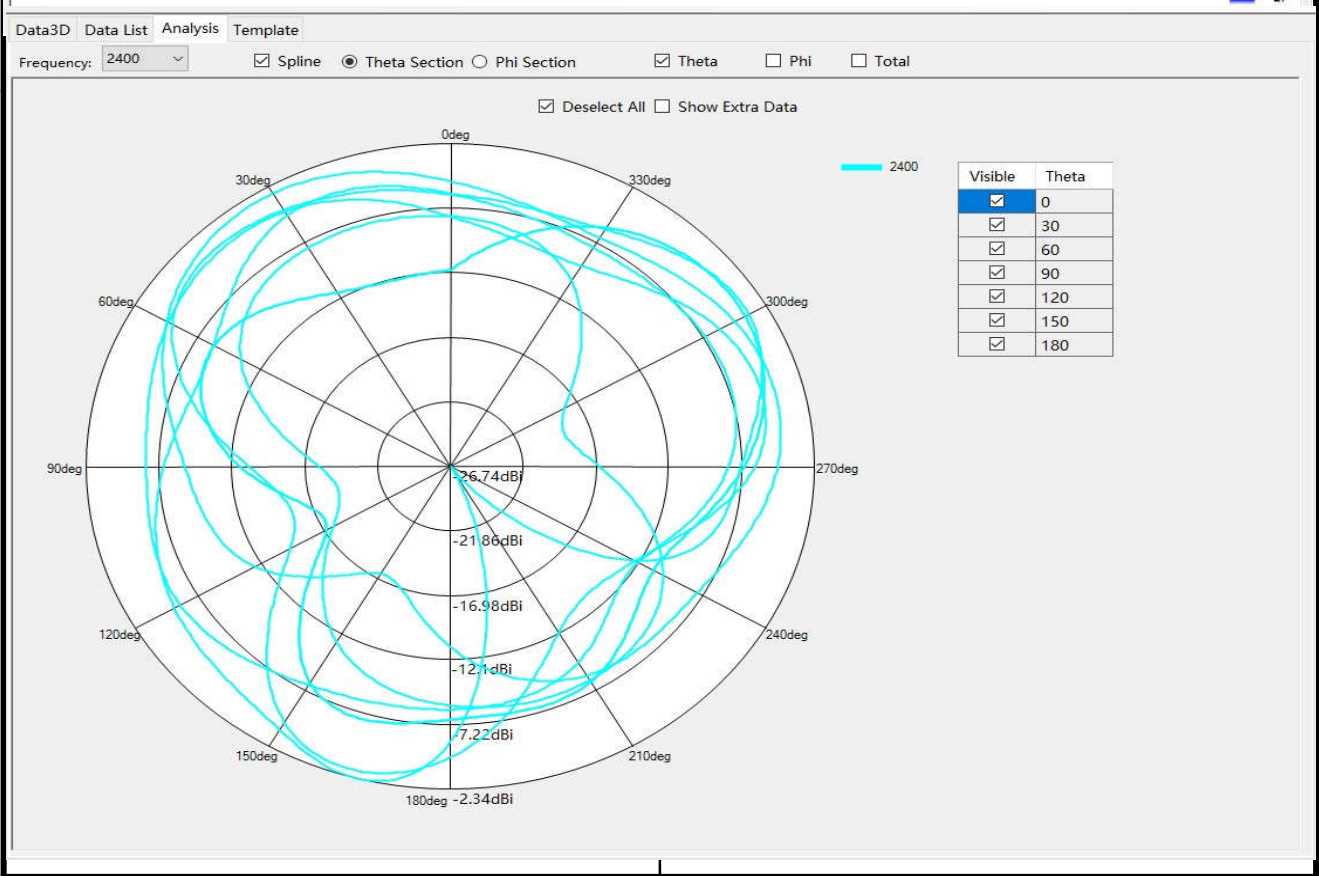 Data3D Data List Analysis Template
Frequency: 2400 Spline Theta Section Phi Section Theta Phi Total
Deselect All Show Extra Data
0deg
30deg
330deg
60deg
300deg
90deg
270deg
120deg
240deg
150deg
210deg
180deg
-26.74dBi
-21.86dBi
-16.98dBi
-12.1dBi
-7.22dBi
-2.34dBi
2400
Visible Theta
0
30
60
90
120
150
180